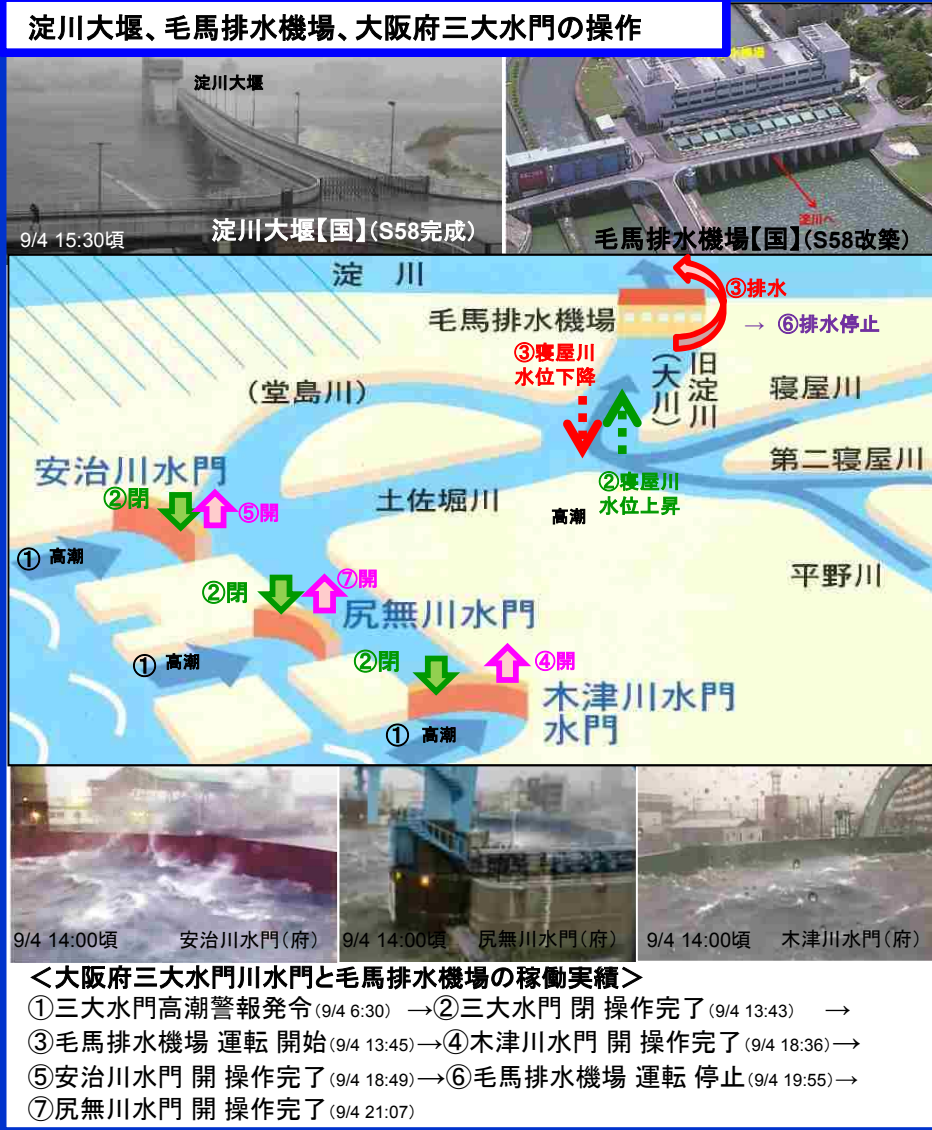 淀川大堰、毛馬排水機場、大阪府三大水門の操作
淀川大堰
9/4 15:30頃
淀川大堰【国】(S58完成)
淀川へ
毛馬排水機場【国】(S58改築)
淀 川
③排水
毛馬排水機場
→ ⑥排水停止
③寝屋川
水位下降
旧淀川
(大川)
(堂島川)
寝屋川
第二寝屋川
安治川水門
②閉
⑤開
土佐堀川
②寝屋川
水位上昇
高潮
① 高潮
平野川
②閉
⑦開
尻無川水門
① 高潮
②閉
④開
木津川水門
水門
① 高潮
9/4 14:00頃 安治川水門(府)
9/4 14:00頃 尻無川水門(府)
9/4 14:00頃 木津川水門(府)
＜大阪府三大水門川水門と毛馬排水機場の稼働実績＞
①三大水門高潮警報発令(9/4 6:30) →②三大水門 閉 操作完了(9/4 13:43) →
③毛馬排水機場 運転 開始(9/4 13:45)→④木津川水門 開 操作完了(9/4 18:36)→
⑤安治川水門 開 操作完了(9/4 18:49)→⑥毛馬排水機場 運転 停止(9/4 19:55)→
⑦尻無川水門 開 操作完了(9/4 21:07)